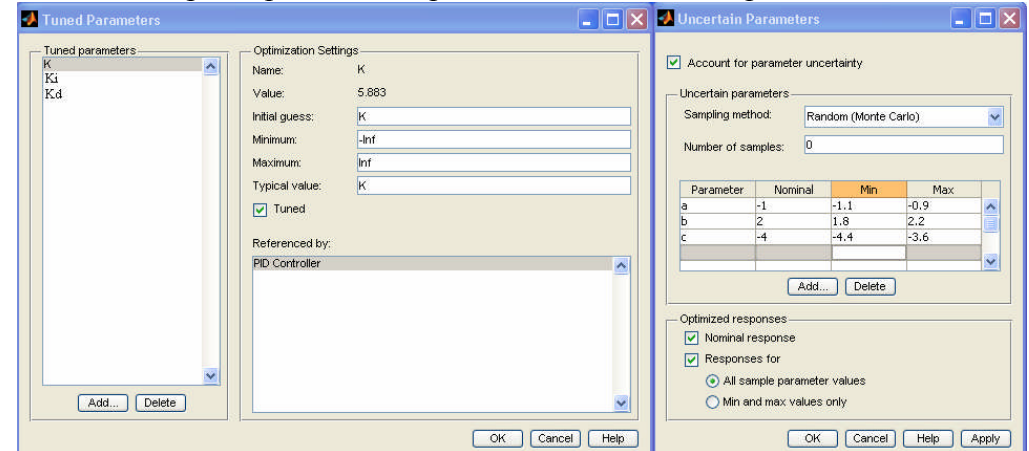 Tuned Parameters
Tuned parameters
K
Ki
Kd
Add... Delete
Optimization Settings
Name: K
Value: 5.883
Initial guess: K
Minimum: -Inf
Maximum: Inf
Typical value: K
Tuned
Referenced by:
PID Controller
OK Cancel Help
Uncertain Parameters
Account for parameter uncertainty
Uncertain parameters
Sampling method: Random (Monte Carlo)
Number of samples: 0
Parameter Nominal Min Max
a -1 -1.1 -0.9
b 2 1.8 2.2
c -4 -4.4 -3.6
Add... Delete
Optimized responses
Nominal response
Responses for
All sample parameter values
Min and max values only
OK Cancel Help Apply